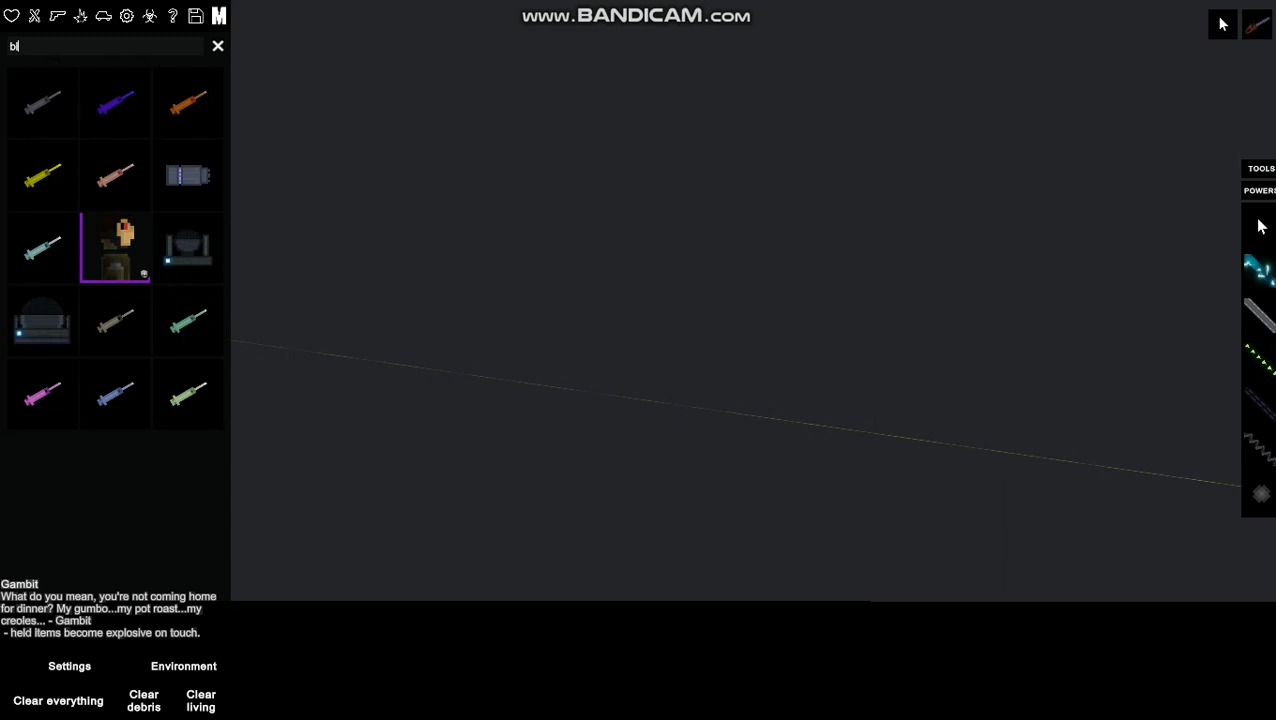 www.BANDICAM.com
bl
TOOLS
POWERS
Gambit
What do you mean, you're not coming home
for dinner? My gumbo...my pot roast...my
creoles... - Gambit
- held items become explosive on touch.
Settings
Environment
Clear everything
Clear
debris
Clear
living